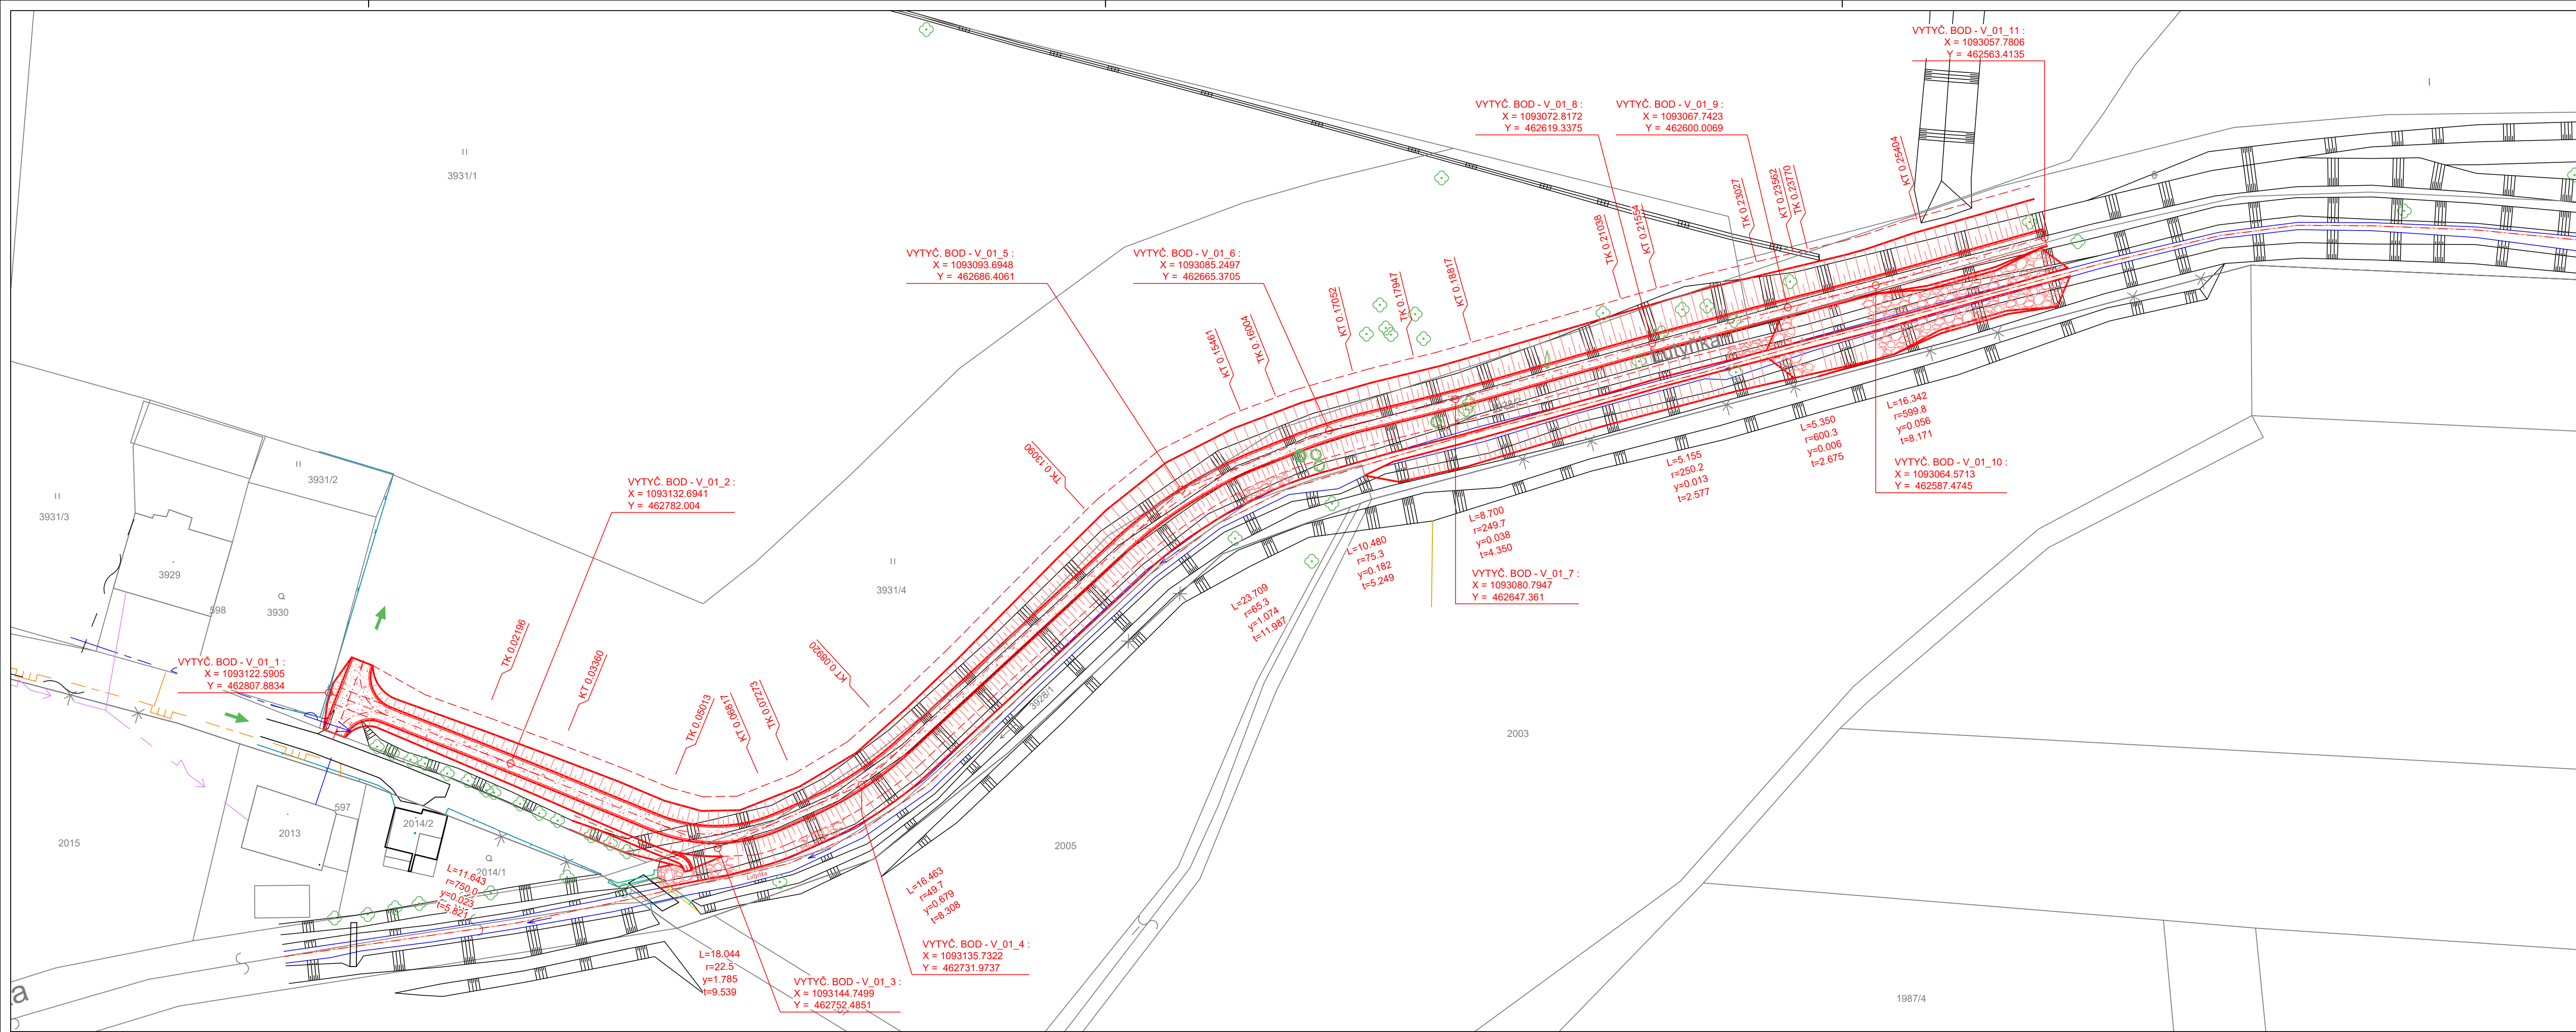 VYTYČ. BOD - V_01_11 :
X = 1093057.7806
Y = 462563.4135
VYTYČ. BOD - V_01_8 :
X = 1093072.8172
Y = 462619.3375
VYTYČ. BOD - V_01_9 :
X = 1093067.7423
Y = 462600.0069
VYTYČ. BOD - V_01_5 :
X = 1093093.6948
Y = 462686.4061
VYTYČ. BOD - V_01_6 :
X = 1093085.2497
Y = 462665.3705
3931/1
KT 0.25404
TK 0.23770
KT 0.23562
TK 0.23027
KT 0.21554
TK 0.21038
KT 0.18817
TK 0.17947
KT 0.17052
TK 0.16004
KT 0.15461
TK 0.13090
Lutyňka
L=16.342
r=599.8
y=0.056
t=8.171
L=5.350
r=600.3
y=0.006
t=2.675
L=5.155
r=250.2
y=0.013
t=2.577
VYTYČ. BOD - V_01_10 :
X = 1093064.5713
Y = 462587.4745
VYTYČ. BOD - V_01_2 :
X = 1093132.6941
Y = 462782.004
3931/2
3931/3
L=8.700
r=249.7
y=0.038
t=4.350
L=10.480
r=75.3
y=0.182
t=5.249
VYTYČ. BOD - V_01_7 :
X = 1093080.7947
Y = 462647.361
L=23.709
r=65.3
y=1.074
t=11.987
3929
3931/4
598
3930
VYTYČ. BOD - V_01_1 :
X = 1093122.5905
Y = 462807.8834
TK 0.02196
KT 0.03360
TK 0.05013
KT 0.06817
TK 0.07273
KT 0.08920
3928/1
2003
597
2013
2014/2
2015
2014/1
2005
Lutyňka
L=11.643
r=750.0
y=0.023
t=5.821
L=16.463
r=49.7
y=0.679
t=8.308
VYTYČ. BOD - V_01_4 :
X = 1093135.7322
Y = 462731.9737
L=18.044
r=22.5
y=1.785
t=9.539
VYTYČ. BOD - V_01_3 :
X = 1093144.7499
Y = 462752.4851
1987/4
a